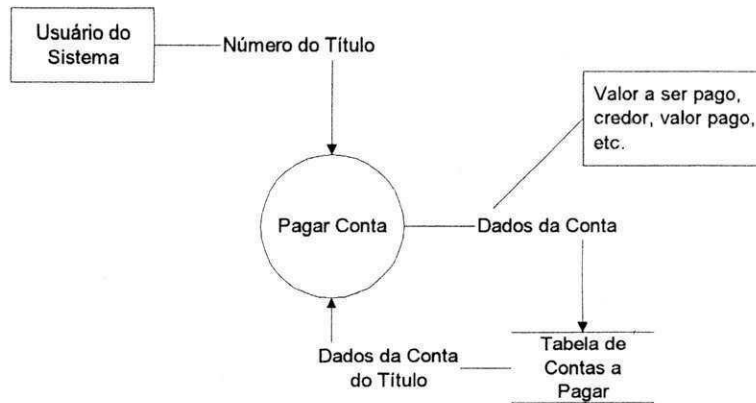 Usuário do
Sistema
Número do Título
Valor a ser pago,
credor, valor pago,
etc.
Pagar Conta
Dados da Conta
Dados da Conta
do Título
Tabela de
Contas a
Pagar